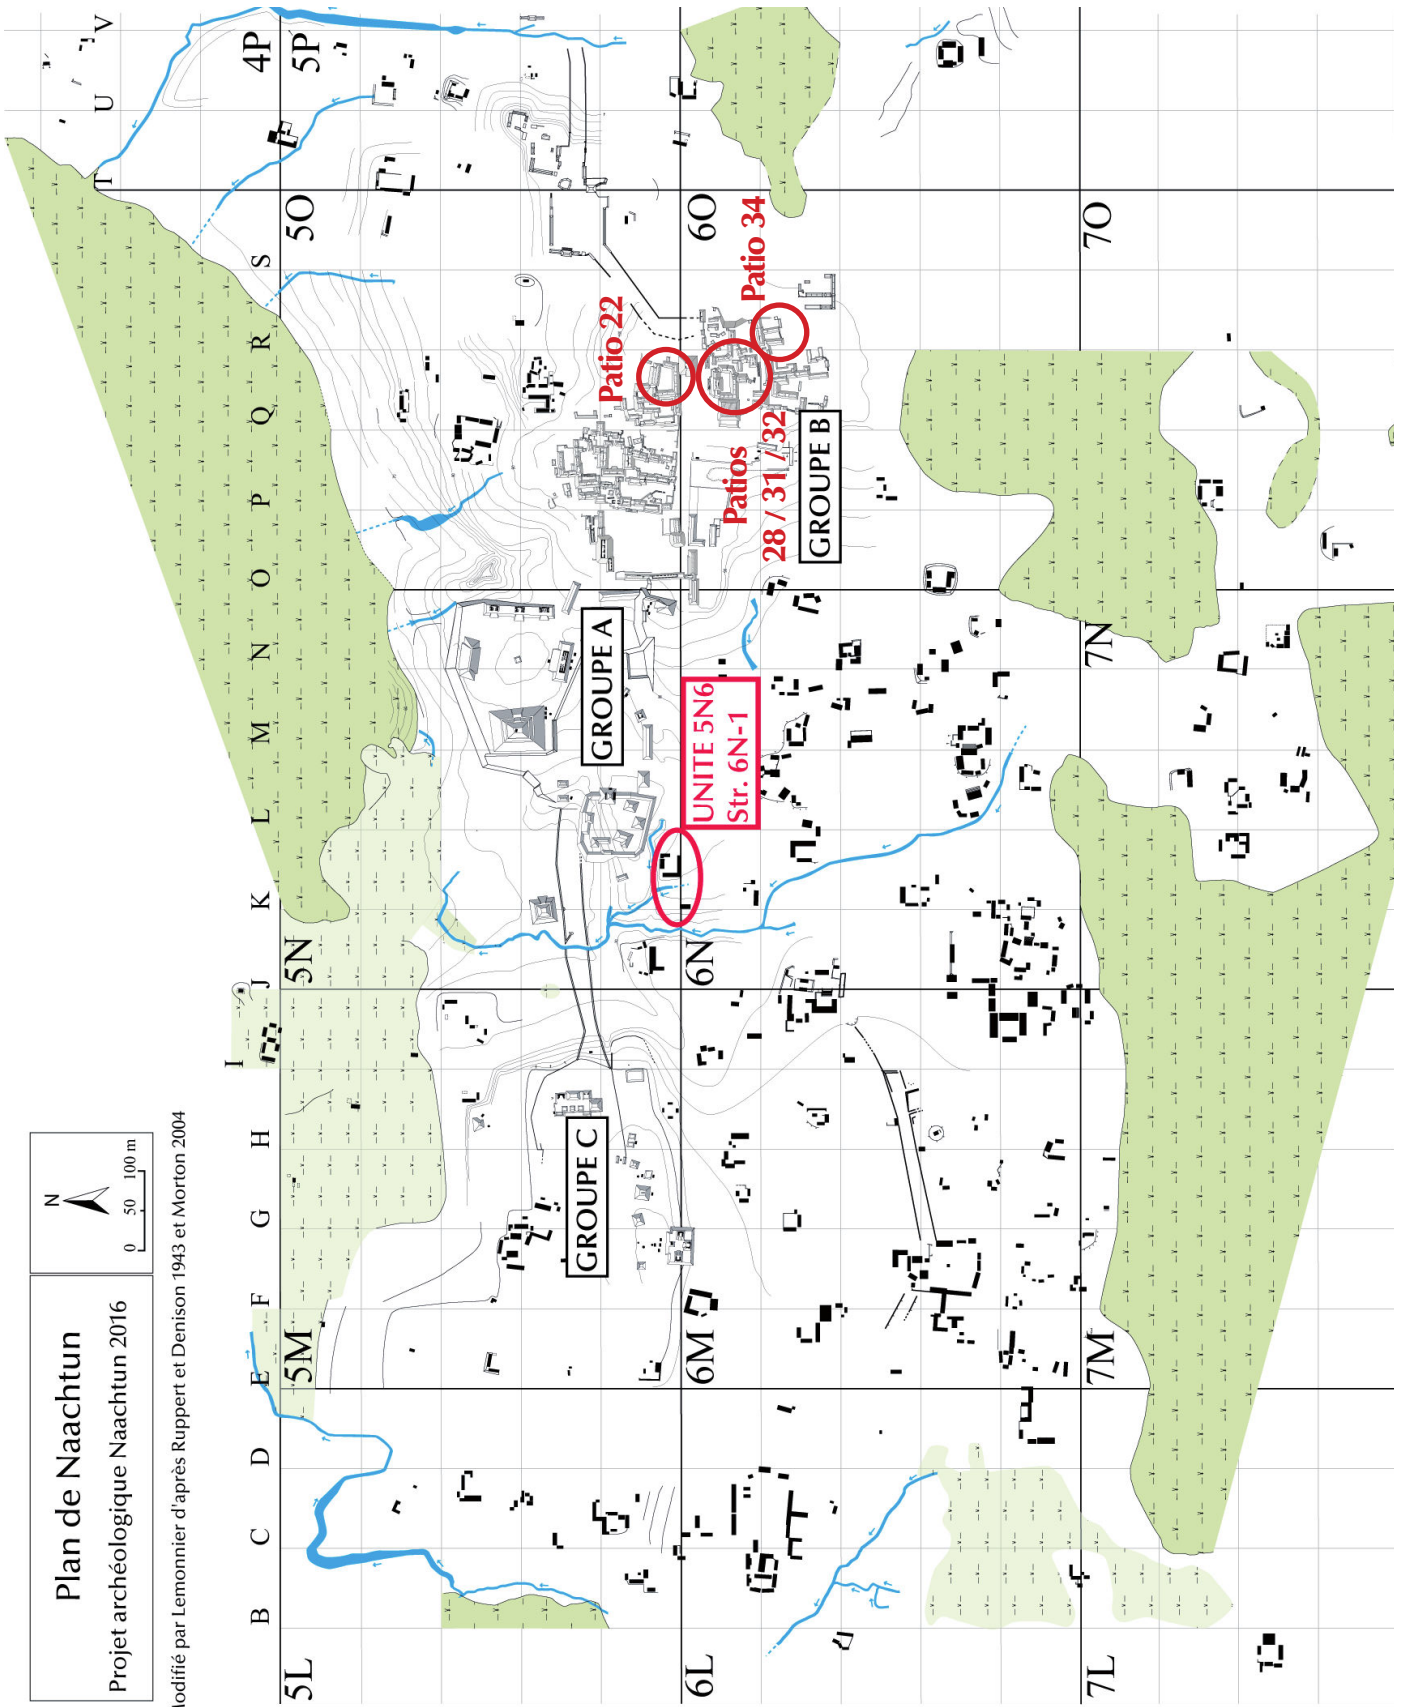 Plan de Naachtun
Projet archéologique Naachtun 2016
N
0 50 100 m
odifié par Lemonnier d'après Ruppert et Denison 1943 et Morton 2004
B C D E F G H I J K L M N O P Q R S T U V
4P
5L 5M 5N 5O 5P
GROUPE C
GROUPE A
Patio 22
6L 6M 6N 6O
UNITE 5N6
Str. 6N-1
Patios
28 / 31 / 32
Patio 34
GROUPE B
7L 7M 7N 7O